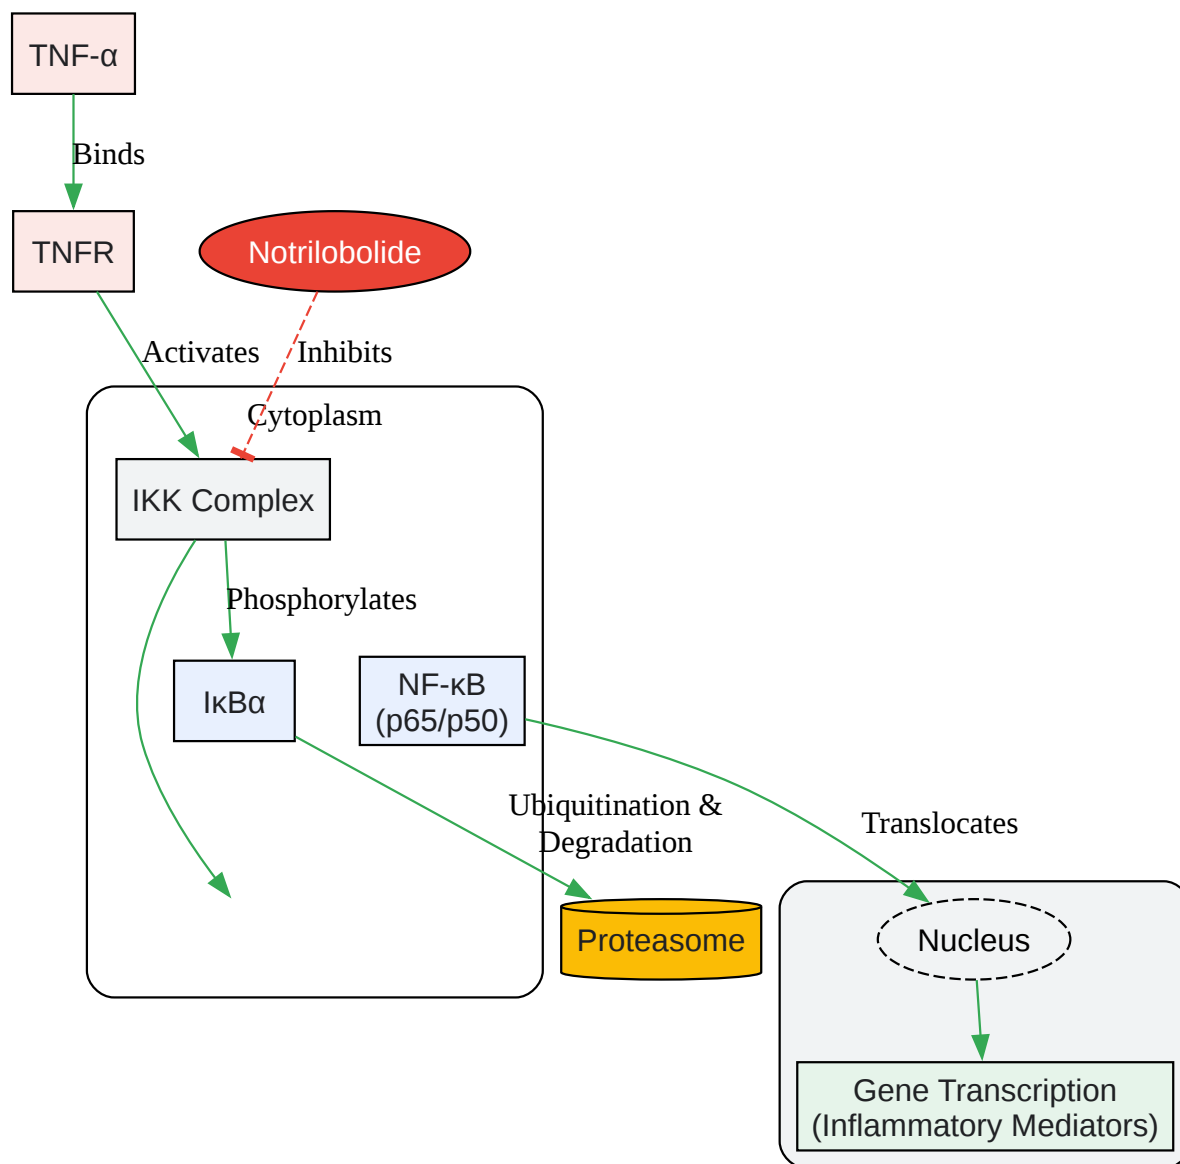 TNF-α
Binds
TNFR
Notrilobolide
Activates
Inhibits
Cytoplasm
IKK Complex
Phosphorylates
IκBα
NF-κB
(p65/p50)
Ubiquitination &
Degradation
Translocates
Proteasome
Nucleus
Gene Transcription
(Inflammatory Mediators)